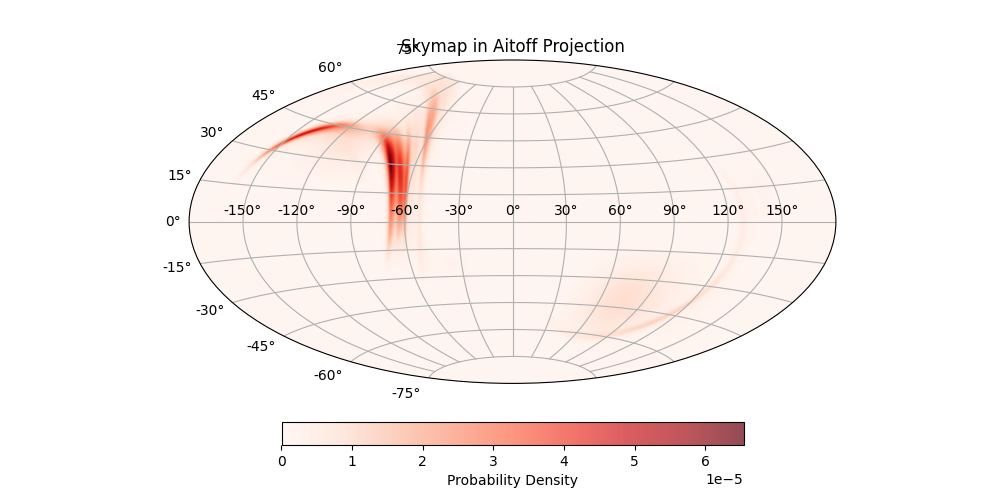 Skymap in Aitoff Projection
75°
60°
45°
30°
15°
-150° -120° -90° -60° -30° 0° 30° 60° 90° 120° 150°
0°
-15°
-30°
-45°
-60°
-75°
0 1 2 3 4 5 6
1e−5
Probability Density